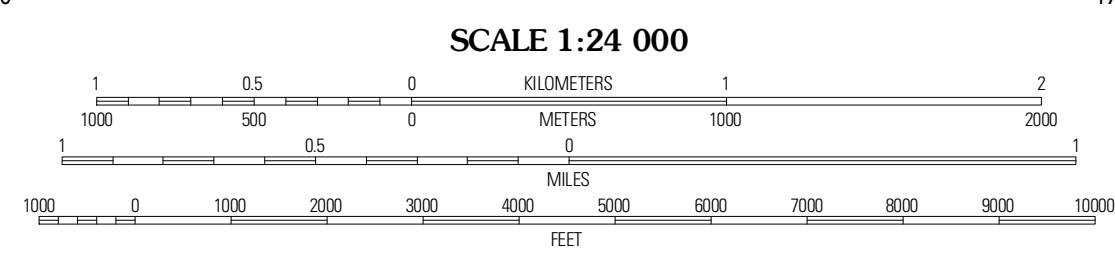 SCALE 1:24 000
1 0.5 0 KILOMETERS 1 2
1000 500 0 METERS 1000 2000
1 0.5 0 1
MILES
1000 0 1000 2000 3000 4000 5000 6000 7000 8000 9000 10000
FEET